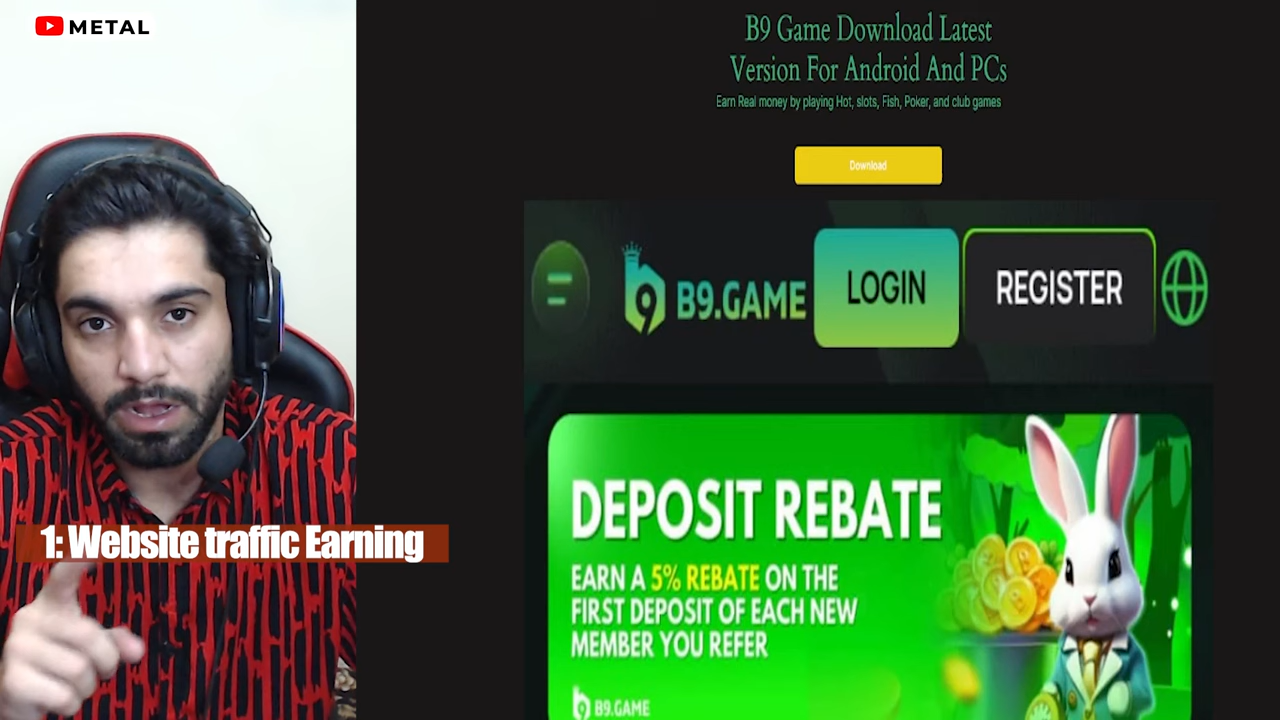 METAL
B9 Game Download Latest
Version For Android And PCs
Earn Real money by playing Hot, slots, Fish, Poker, and club games
Download
B9.GAME
LOGIN
REGISTER
DEPOSIT REBATE
EARN A 5% REBATE ON THE
FIRST DEPOSIT OF EACH NEW
MEMBER YOU REFER
B9.GAME
1: Website traffic Earning